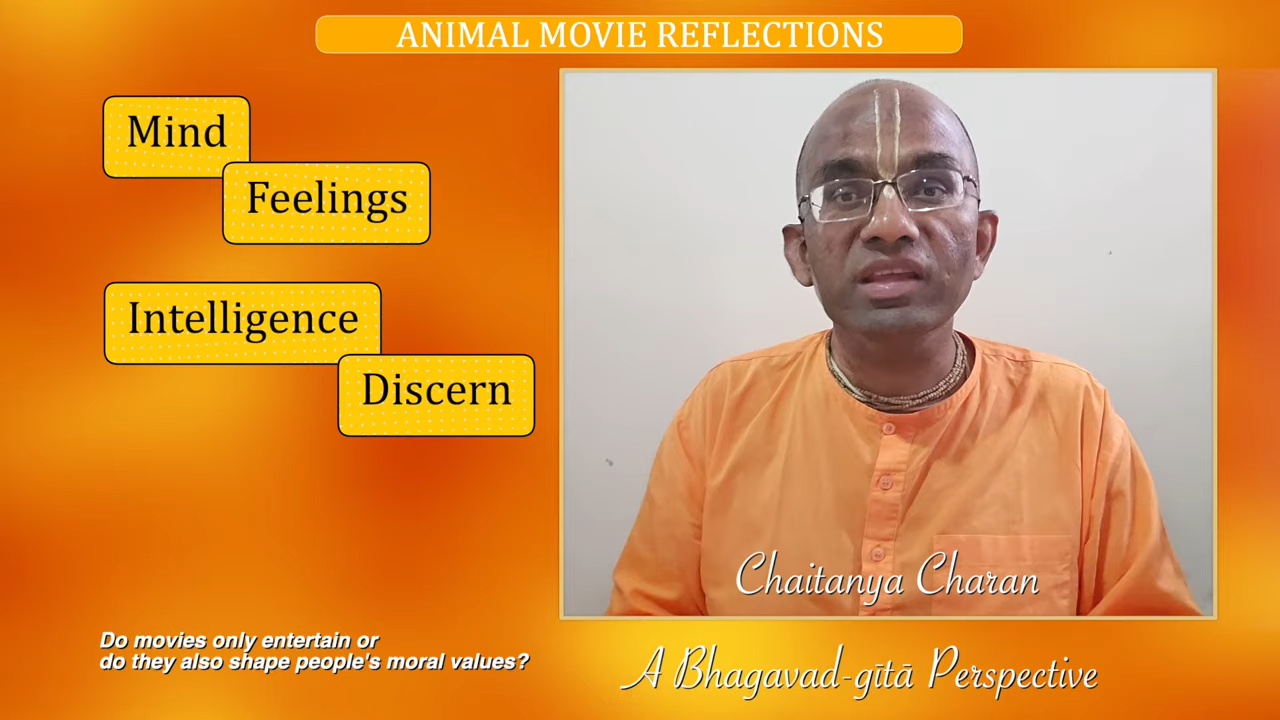 ANIMAL MOVIE REFLECTIONS
Mind
Feelings
Intelligence
Discern
Chaitanya Charan
Do movies only entertain or
do they also shape people's moral values?
A Bhagavad-gītā Perspective